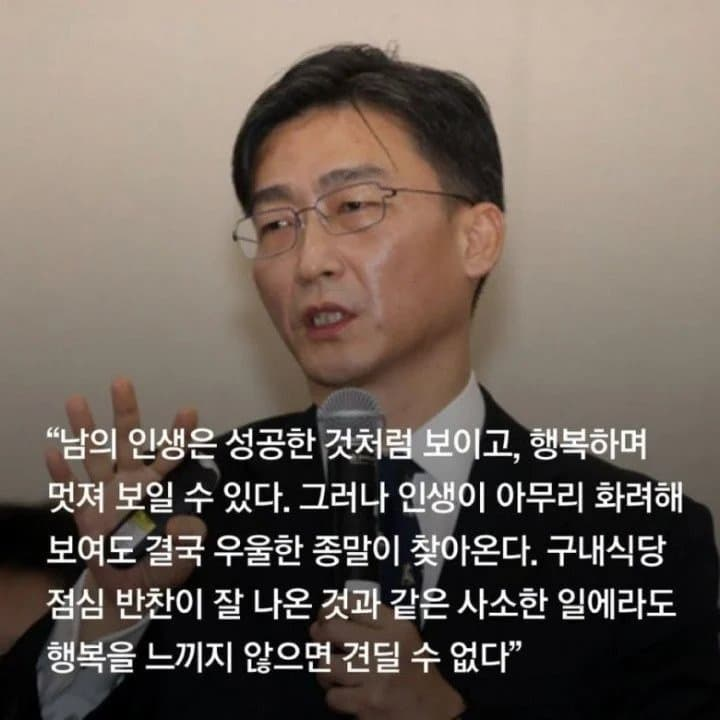 “남의 인생은 성공한 것처럼 보이고, 행복하며
멋져 보일 수 있다. 그러나 인생이 아무리 화려해
보여도 결국 우울한 종말이 찾아온다. 구내식당
점심 반찬이 잘 나온 것과 같은 사소한 일에라도
행복을 느끼지 않으면 견딜 수 없다”